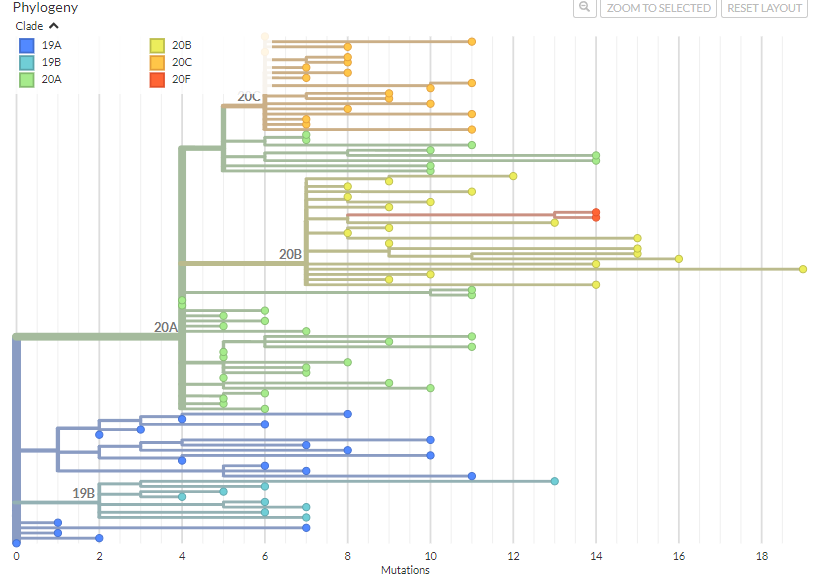 Phylogeny
ZOOM TO SELECTED
RESET LAYOUT
Clade
19A
20B
19B
20C
20A
20F
20C
20B
20A
19B
0 2 4 6 8 10 12 14 16 18
Mutations